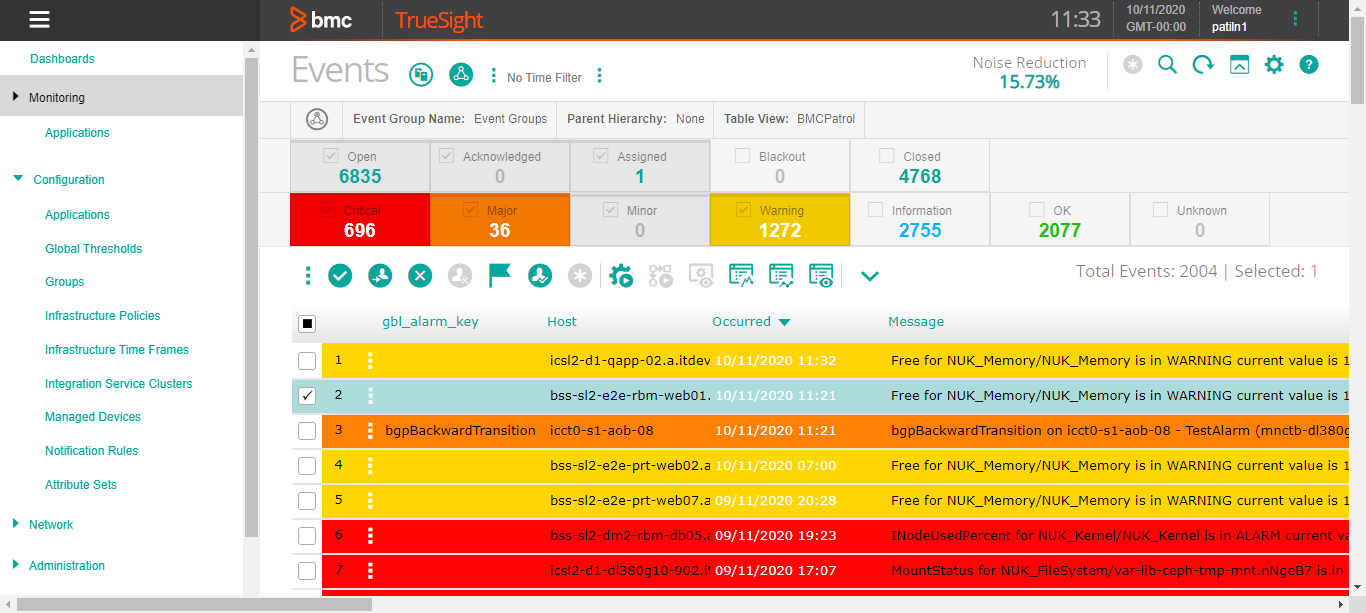 bmc TrueSight
11:33
10/11/2020
GMT-00:00
Welcome
patiln1
Dashboards
Monitoring
Applications
Configuration
Applications
Global Thresholds
Groups
Infrastructure Policies
Infrastructure Time Frames
Integration Service Clusters
Managed Devices
Notification Rules
Attribute Sets
Network
Administration
Events
No Time Filter
Noise Reduction
15.73%
Event Group Name: Event Groups Parent Hierarchy: None Table View: BMCPatrol
Open Acknowledged Assigned Blackout Closed
6835 0 1 0 4768
Critical Major Minor Warning Information OK Unknown
696 36 0 1272 2755 2077 0
Total Events: 2004 | Selected: 1
gbl_alarm_key Host Occurred Message
1 icsl2-d1-qapp-02.a.itdev 10/11/2020 11:32 Free for NUK_Memory/NUK_Memory is in WARNING current value is 1
2 bss-sl2-e2e-rbm-web01. 10/11/2020 11:21 Free for NUK_Memory/NUK_Memory is in WARNING current value is 1
3 bgpBackwardTransition icct0-s1-aob-08 10/11/2020 11:21 bgpBackwardTransition on icct0-s1-aob-08 - TestAlarm (mnctb-dl380g
4 bss-sl2-e2e-prt-web02.a 10/11/2020 07:00 Free for NUK_Memory/NUK_Memory is in WARNING current value is 1
5 bss-sl2-e2e-prt-web07.a 09/11/2020 20:28 Free for NUK_Memory/NUK_Memory is in WARNING current value is 1
6 bss-sl2-dm2-rbm-db05.a 09/11/2020 19:23 INodeUsedPercent for NUK_Kernel/NUK_Kernel is in ALARM current va
7 icsl2-d1-dl380g10-902.it 09/11/2020 17:07 MountStatus for NUK_FileSystem/var-lib-ceph-tmp-mnt.nNgeB7 is in